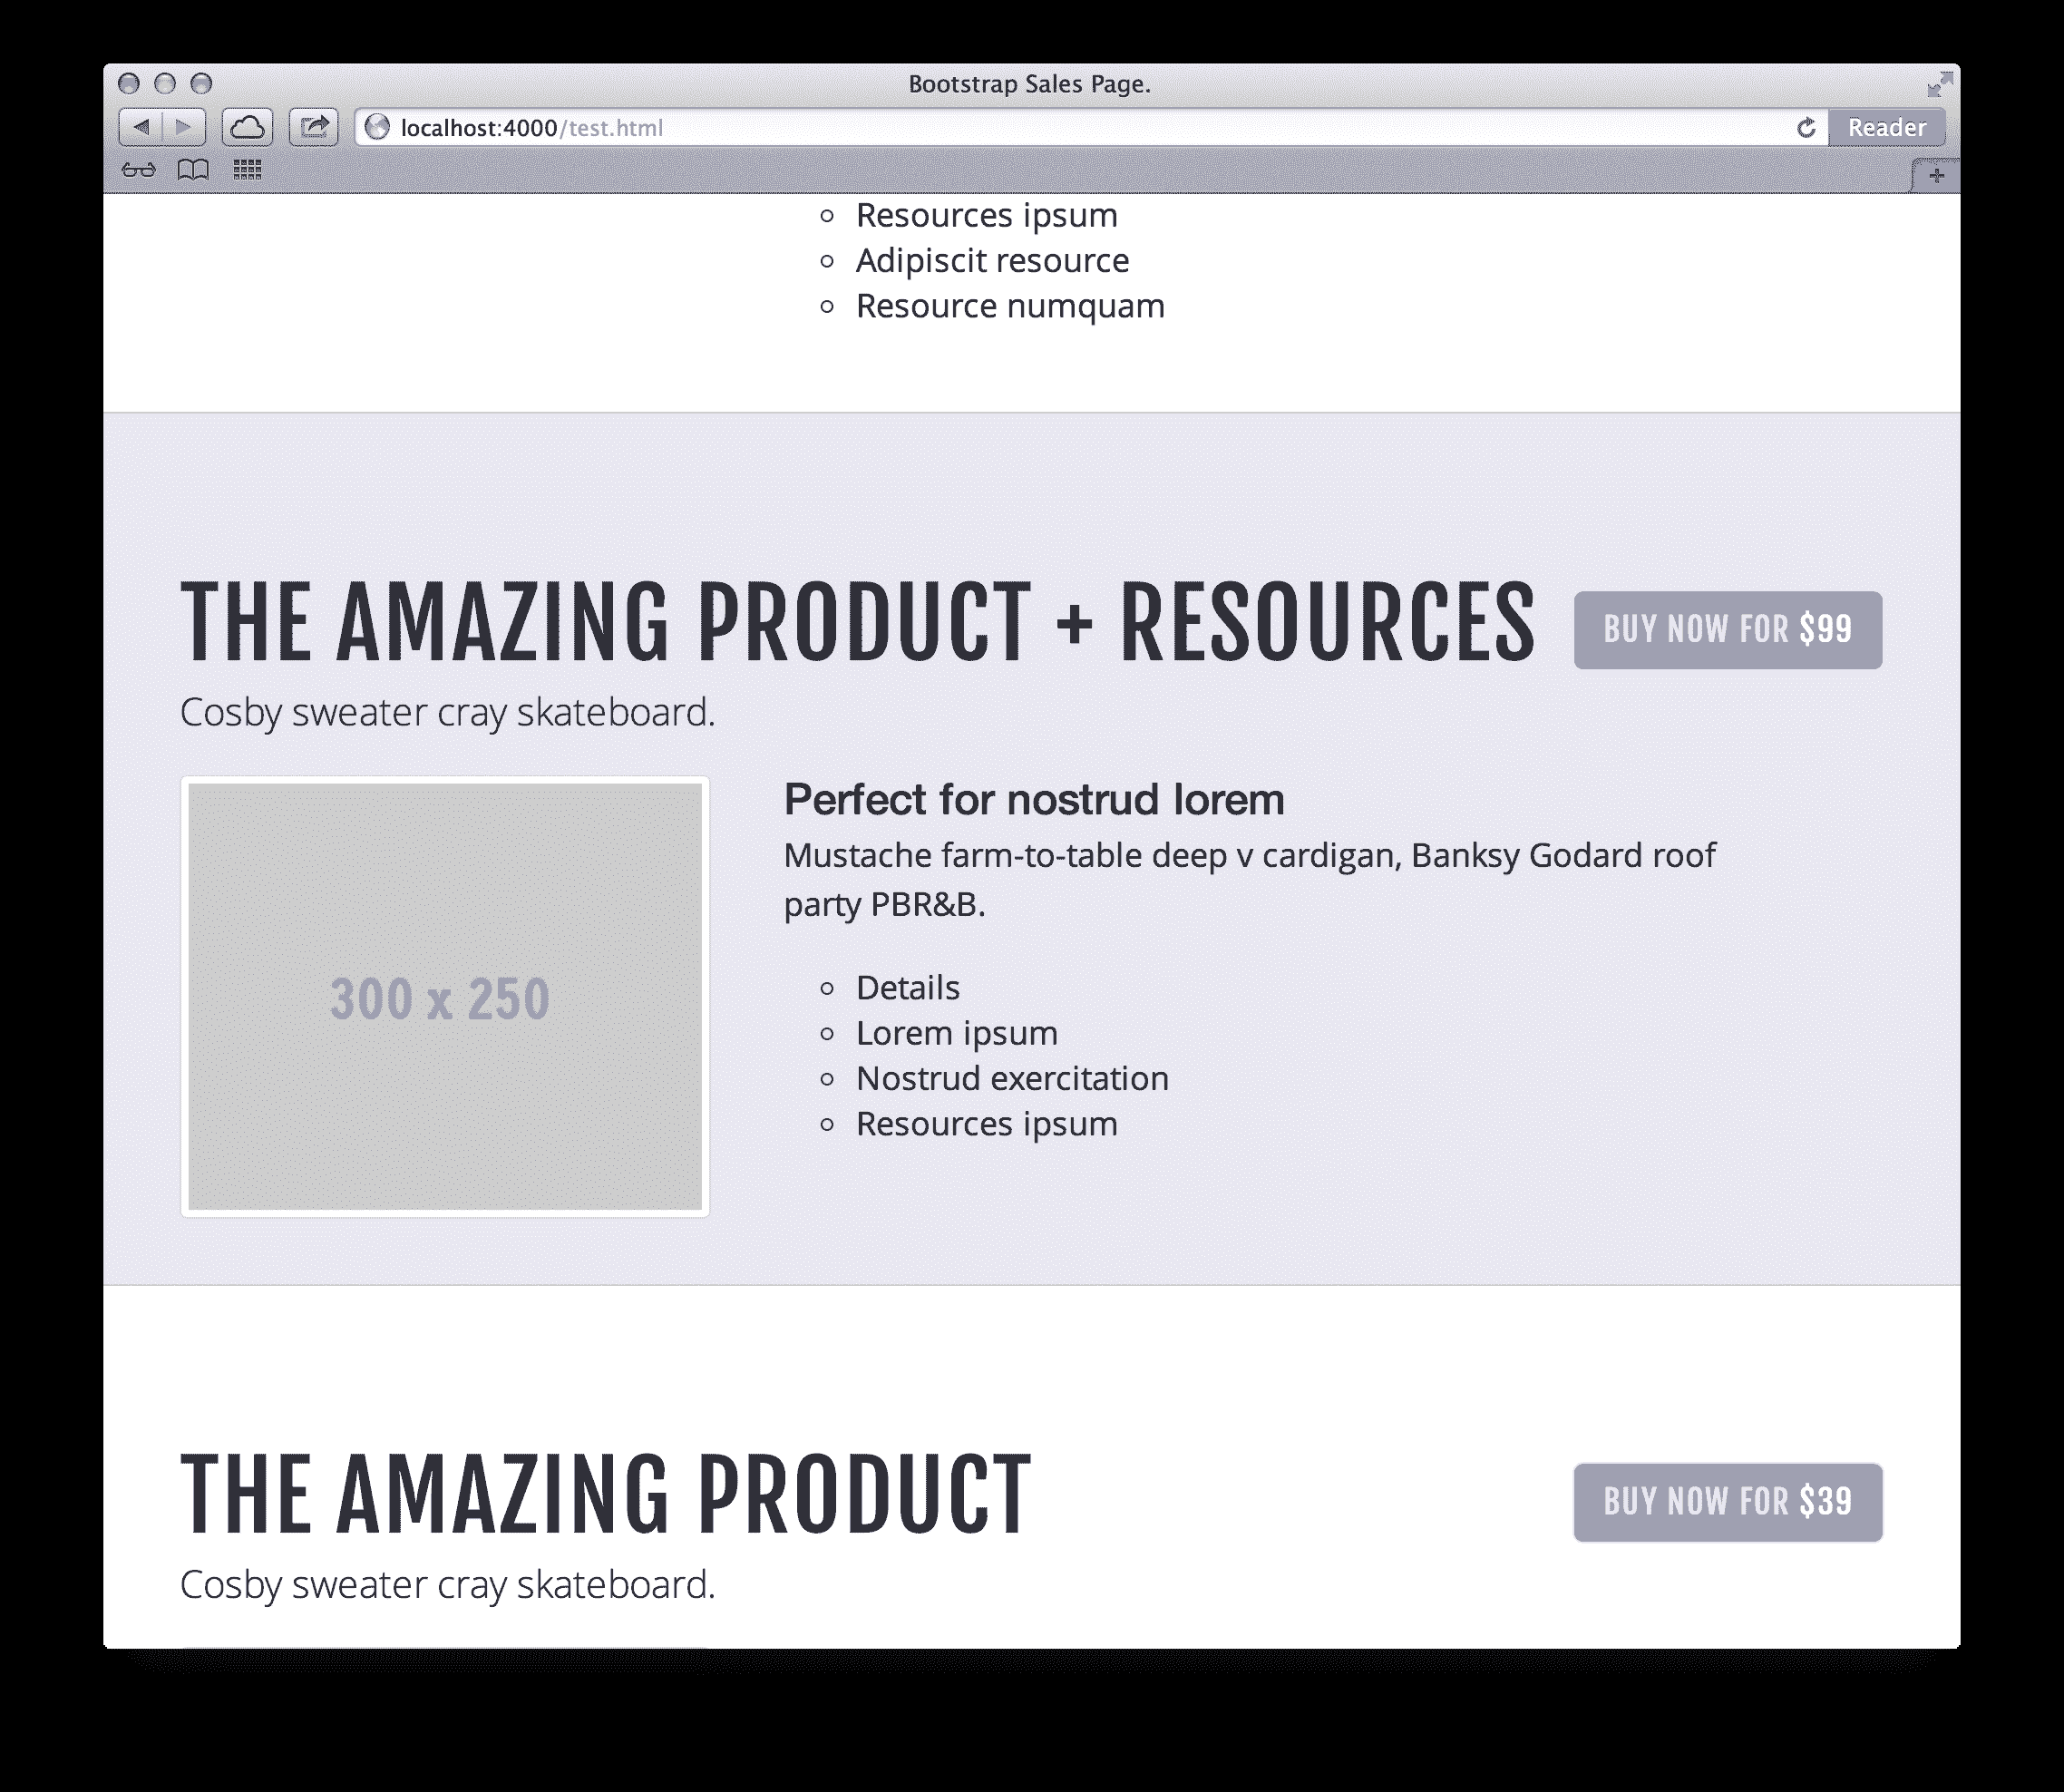 Bootstrap Sales Page.
localhost:4000/test.html
Reader
Resources ipsum
Adipiscit resource
Resource numquam
THE AMAZING PRODUCT + RESOURCES
BUY NOW FOR $99
Cosby sweater cray skateboard.
300 x 250
Perfect for nostrud lorem
Mustache farm-to-table deep v cardigan, Banksy Godard roof
party PBR&B.
Details
Lorem ipsum
Nostrud exercitation
Resources ipsum
THE AMAZING PRODUCT
BUY NOW FOR $39
Cosby sweater cray skateboard.